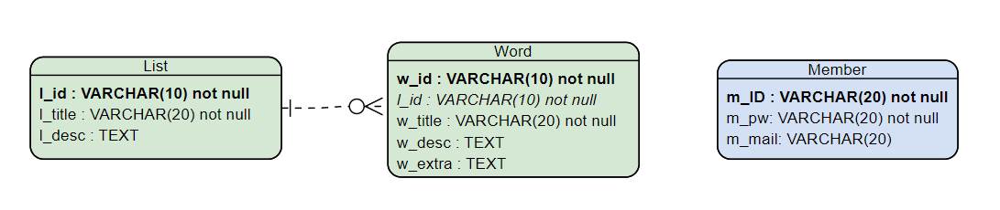 List
l_id : VARCHAR(10) not null
l_title : VARCHAR(20) not null
l_desc : TEXT
Word
w_id : VARCHAR(10) not null
l_id : VARCHAR(10) not null
w_title : VARCHAR(20) not null
w_desc : TEXT
w_extra : TEXT
Member
m_ID : VARCHAR(20) not null
m_pw: VARCHAR(20) not null
m_mail: VARCHAR(20)